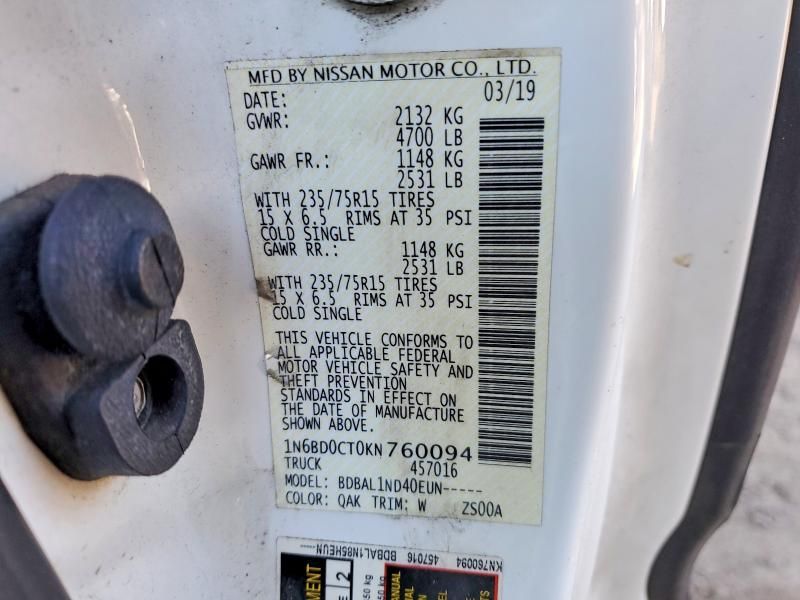 MFD BY NISSAN MOTOR CO., LTD.
DATE: 03/19
GVWR: 2132 KG
4700 LB
GAWR FR.: 1148 KG
2531 LB
WITH 235/75R15 TIRES
15 X 6.5 RIMS AT 35 PSI
COLD SINGLE
GAWR RR.: 1148 KG
2531 LB
WITH 235/75R15 TIRES
15 X 6.5 RIMS AT 35 PSI
COLD SINGLE
THIS VEHICLE CONFORMS TO
ALL APPLICABLE FEDERAL
MOTOR VEHICLE SAFETY AND
THEFT PREVENTION
STANDARDS IN EFFECT ON
THE DATE OF MANUFACTURE
SHOWN ABOVE.
1N6BD0CT0KN760094
TRUCK 457016
MODEL: BDBAL1ND40EUN-----
COLOR: QAK TRIM: W ZS00A
KN760094
457016
BDBAL1N85HEUN----
2